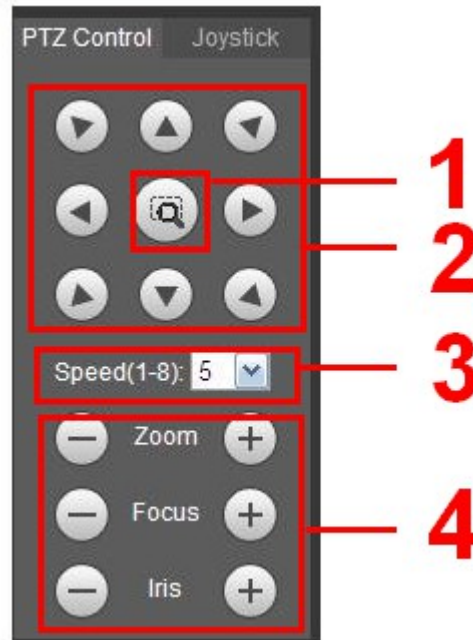 PTZ Control Joystick
1
2
Speed(1-8): 5
3
Zoom
Focus
4
Iris